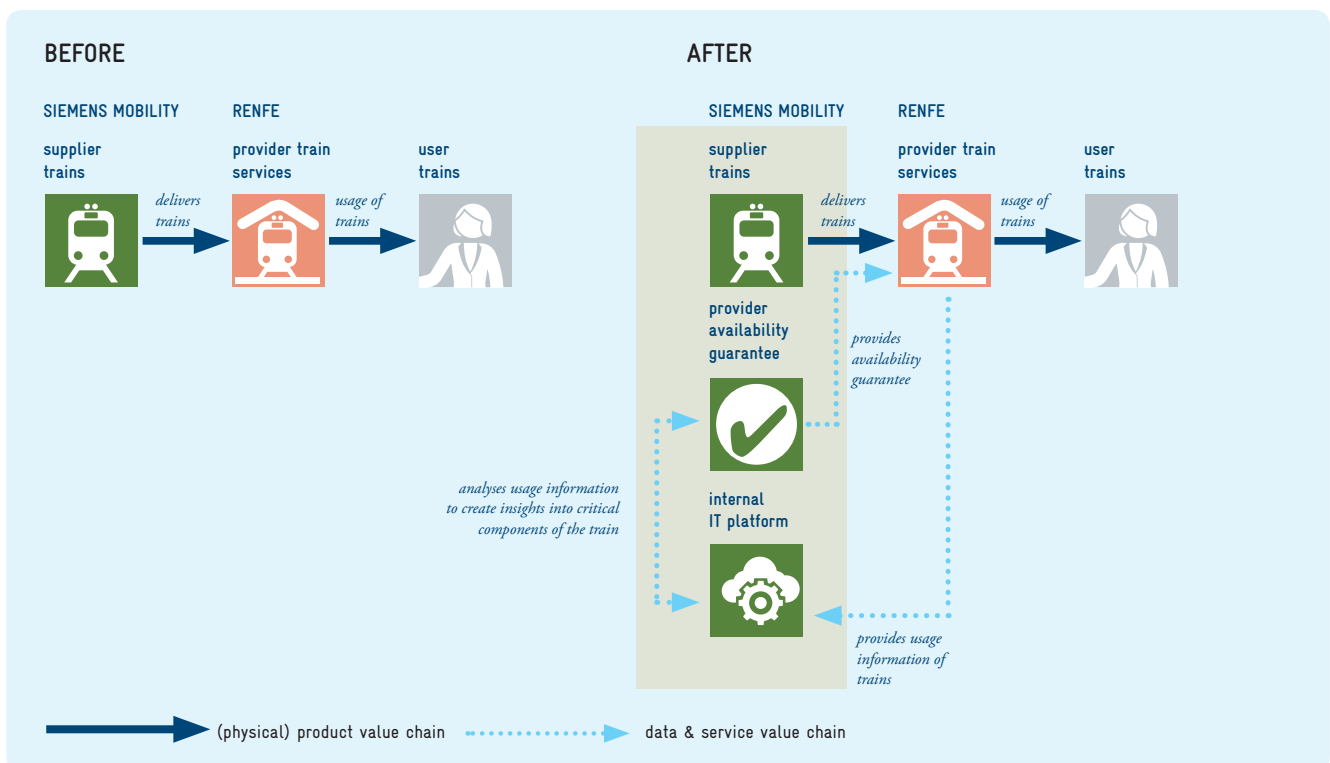 BEFORE
SIEMENS MOBILITY
RENFE
supplier
trains
provider train
services
user
trains
delivers
trains
usage of
trains
AFTER
SIEMENS MOBILITY
RENFE
supplier
trains
provider train
services
user
trains
delivers
trains
usage of
trains
provider
availability
guarantee
provides
availability
guarantee
analyses usage information
to create insights into critical
components of the train
internal
IT platform
provides usage
information of
trains
(physical) product value chain
data & service value chain